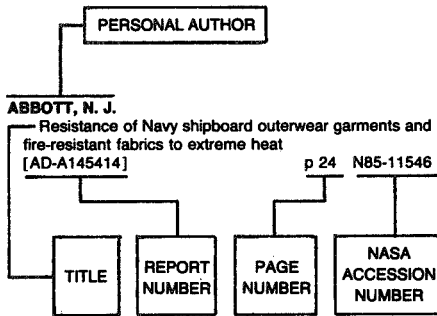 PERSONAL AUTHOR
ABBOTT, N. J.
Resistance of Navy shipboard outerwear garments and
fire-resistant fabrics to extreme heat
[AD-A145414] p 24 N85-11546
TITLE
REPORT
NUMBER
PAGE
NUMBER
NASA
ACCESSION
NUMBER